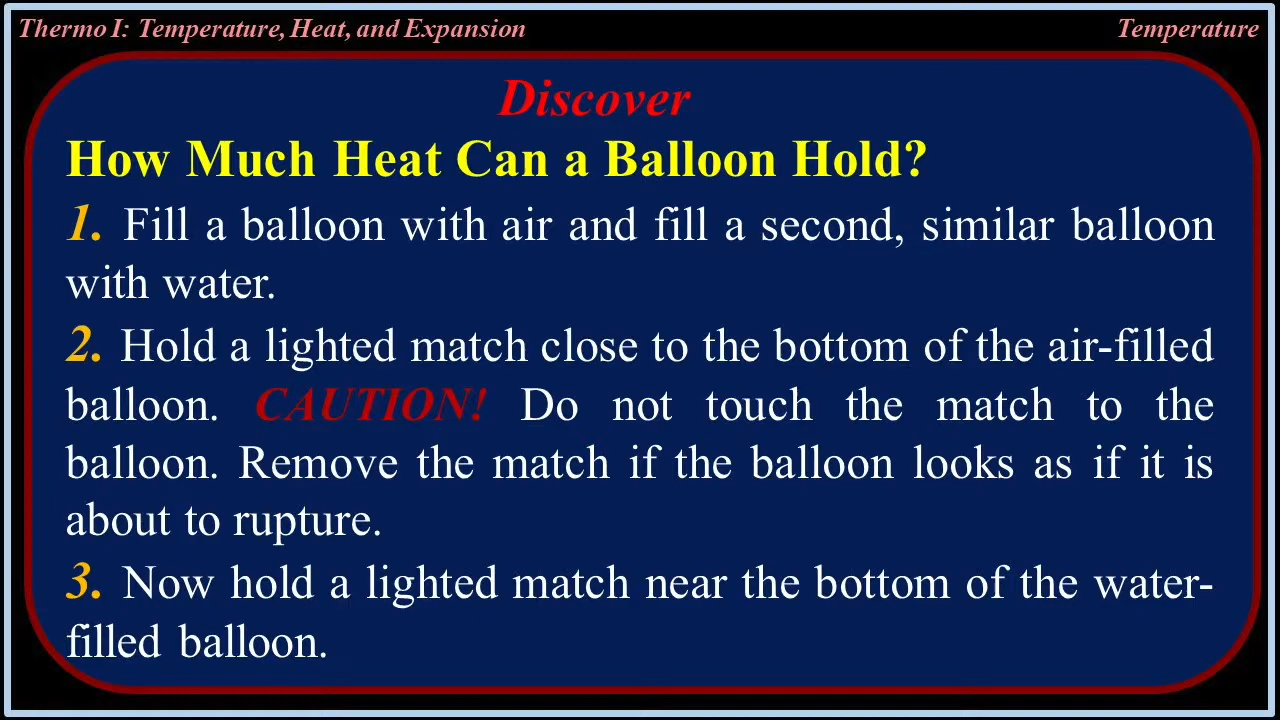 Thermo I: Temperature, Heat, and Expansion
Temperature
Discover
How Much Heat Can a Balloon Hold?
1. Fill a balloon with air and fill a second, similar balloon
with water.
2. Hold a lighted match close to the bottom of the air-filled
balloon. CAUTION! Do not touch the match to the
balloon. Remove the match if the balloon looks as if it is
about to rupture.
3. Now hold a lighted match near the bottom of the water-
filled balloon.